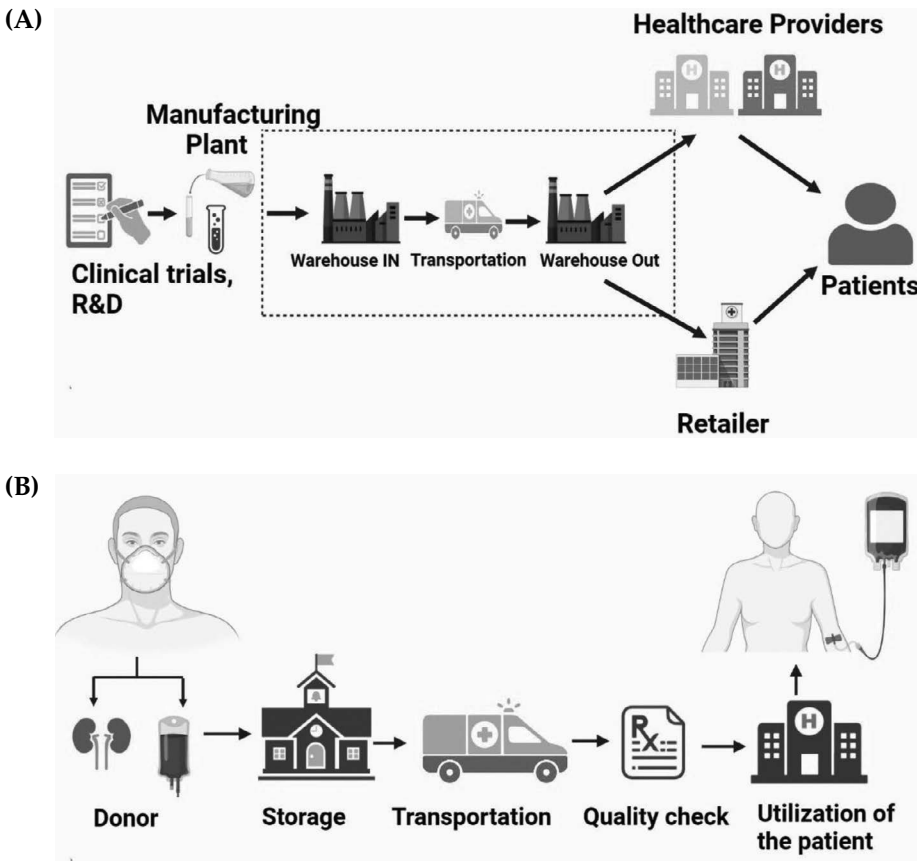 (A)
Healthcare Providers
Manufacturing
Plant
H
H
Warehouse IN
Transportation
Warehouse Out
Clinical trials,
R&D
Patients
Retailer
(B)
Rx
H
Donor
Storage
Transportation
Quality check
Utilization of
the patient